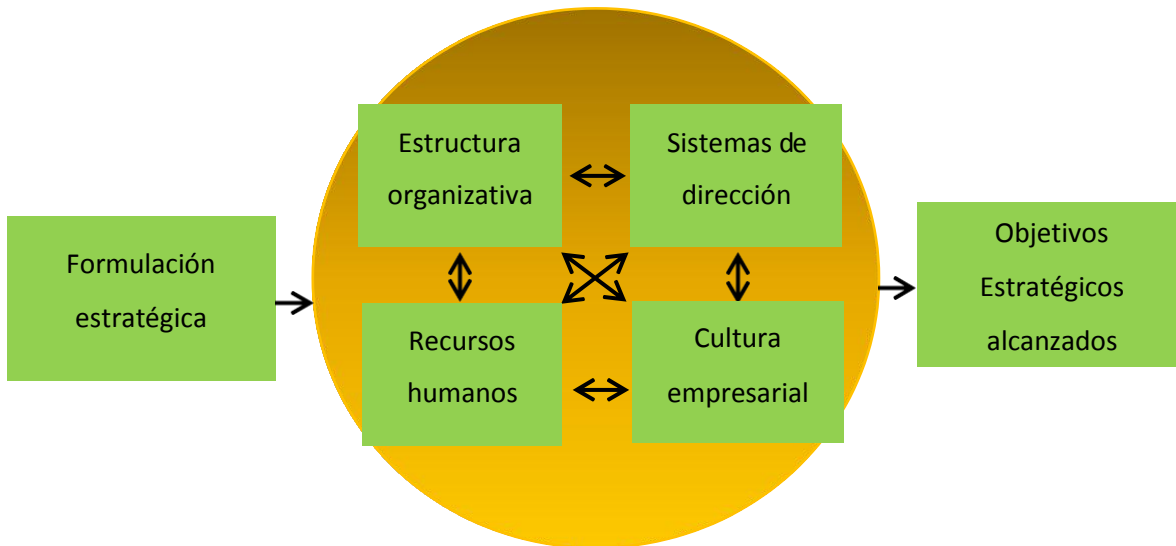 Formulación
estratégica
Estructura
organizativa
Sistemas de
dirección
Recursos
humanos
Cultura
empresarial
Objetivos
Estratégicos
alcanzados